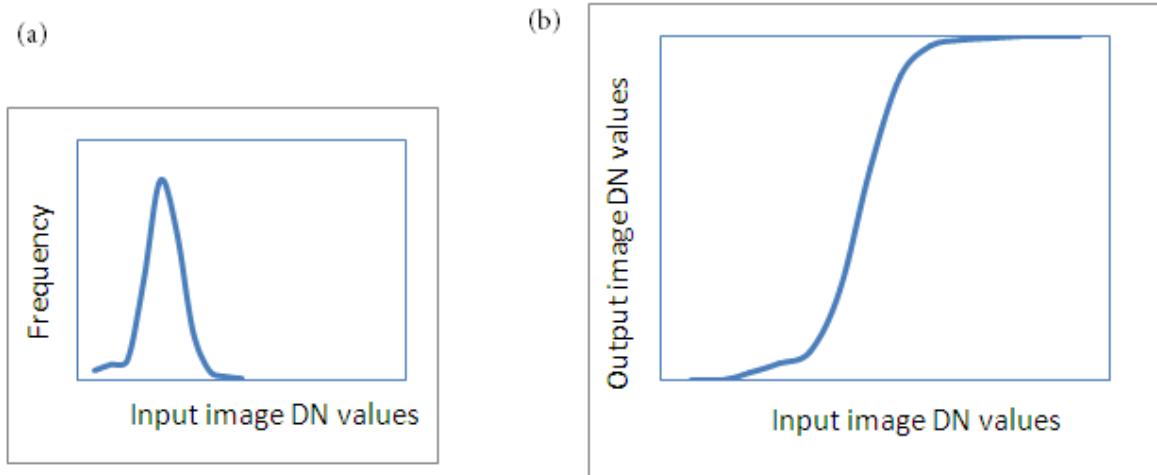 (a)
Frequency
Input image DN values
(b)
Output image DN values
Input image DN values